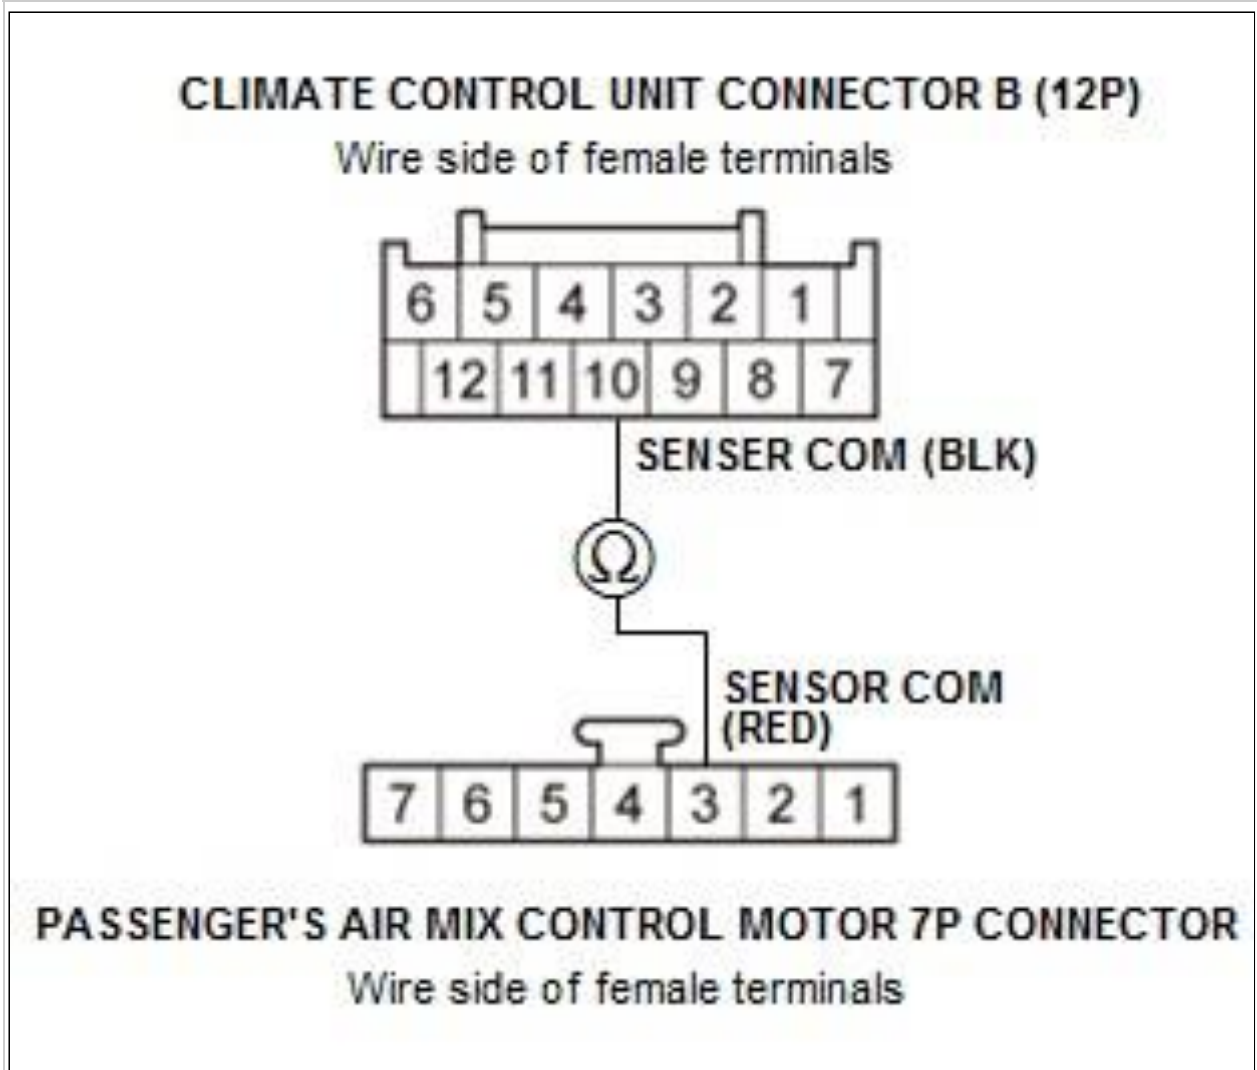 CLIMATE CONTROL UNIT CONNECTOR B (12P)
Wire side of female terminals
6 5 4 3 2 1
12 11 10 9 8 7
SENSER COM (BLK)
Ω
SENSOR COM
(RED)
7 6 5 4 3 2 1
PASSENGER'S AIR MIX CONTROL MOTOR 7P CONNECTOR
Wire side of female terminals